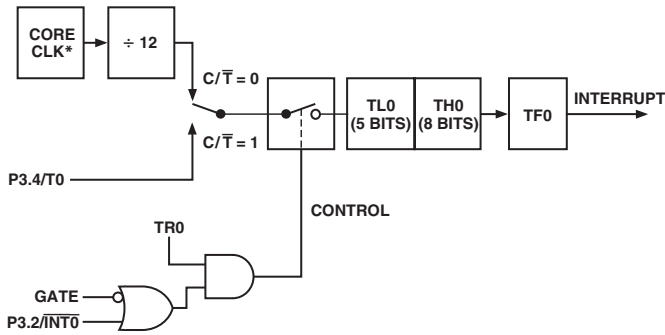 CORE
CLK*
÷ 12
C/T̅ = 0
C/T̅ = 1
P3.4/T0
TL0
(5 BITS)
TH0
(8 BITS)
TF0
INTERRUPT
CONTROL
TR0
GATE
P3.2/I̅N̅T̅0̅